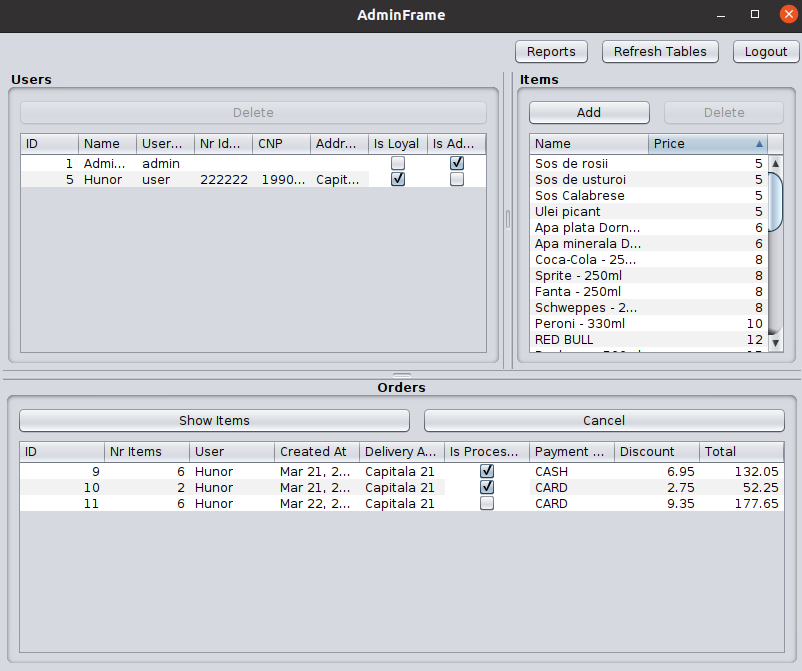 AdminFrame
Reports Refresh Tables Logout
Users
Delete
ID Name User... Nr Id... CNP Addr... Is Loyal Is Ad...
1 Admi... admin
5 Hunor user 222222 1990... Capit...
Items
Add Delete
Name Price
Sos de rosii 5
Sos de usturoi 5
Sos Calabrese 5
Ulei picant 5
Apa plata Dorn... 6
Apa minerala D... 6
Coca-Cola - 25... 8
Sprite - 250ml 8
Fanta - 250ml 8
Schweppes - 2... 8
Peroni - 330ml 10
RED BULL 12
Orders
Show Items Cancel
ID Nr Items User Created At Delivery A... Is Proces... Payment ... Discount Total
9 6 Hunor Mar 21, 2... Capitala 21 CASH 6.95 132.05
10 2 Hunor Mar 21, 2... Capitala 21 CARD 2.75 52.25
11 6 Hunor Mar 22, 2... Capitala 21 CARD 9.35 177.65